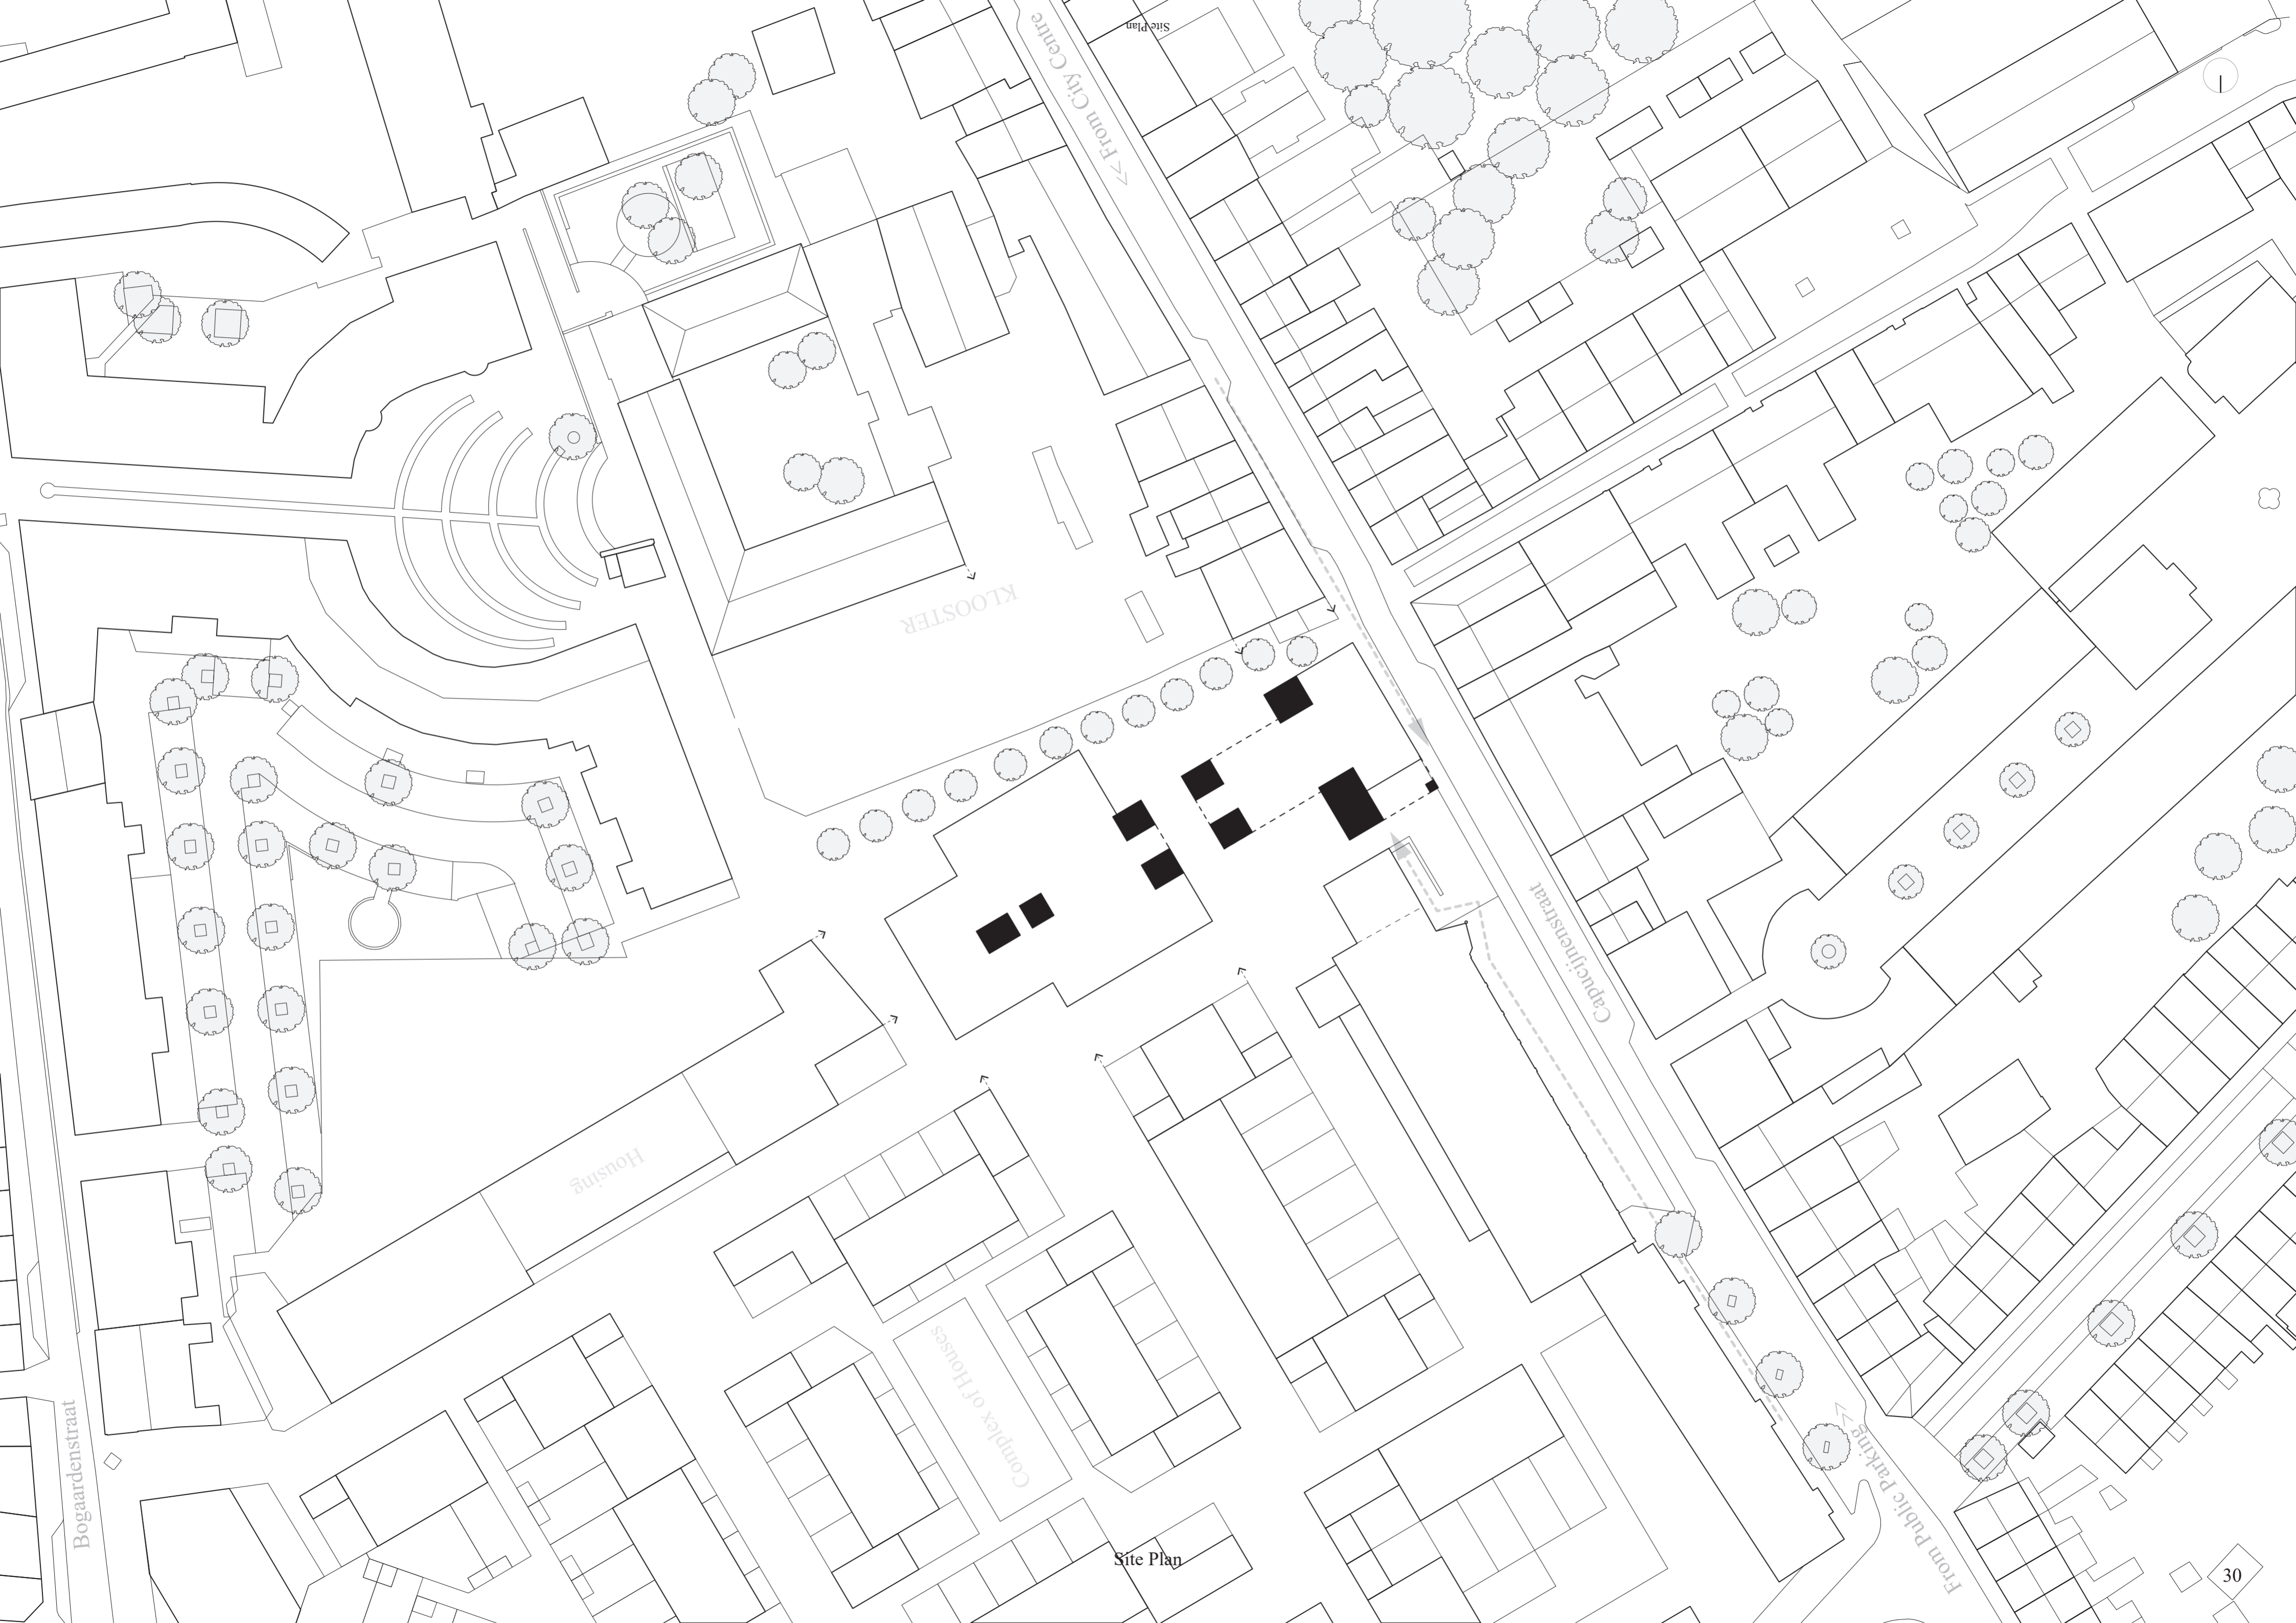 Site Plan
<< From City Centre
KLOOSTER
Capucijnenstraat
Housing
Complex of Houses
Bogaardenstraat
From Public Parking >>
Site Plan
30